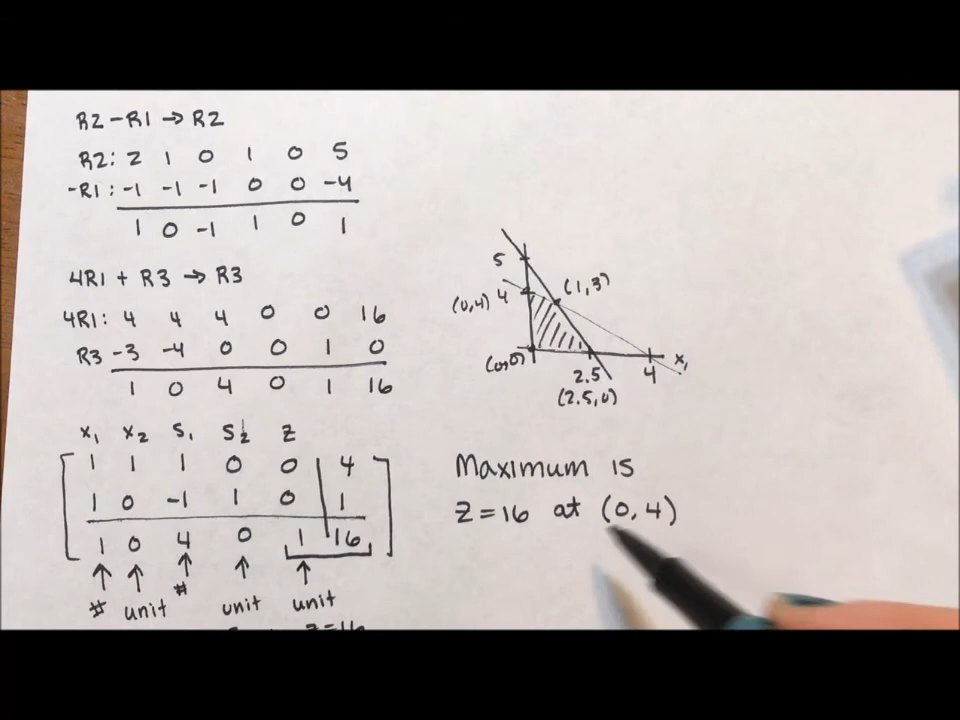 R2 - R1 → R2
R2: 2 1 0 1 0 5
-R1: -1 -1 -1 0 0 -4
1 0 -1 1 0 1
4R1 + R3 → R3
4R1: 4 4 4 0 0 16
R3 -3 -4 0 0 1 0
1 0 4 0 1 16
x₁ x₂ S₁ S₂ Z
1 1 1 0 0 4
1 0 -1 1 0 1
1 0 4 0 1 16
# unit # unit unit
5
(0,4) 4 (1,3)
(0,0) 2.5 4 x₁
(2.5,0)
Maximum is
Z = 16 at (0,4)